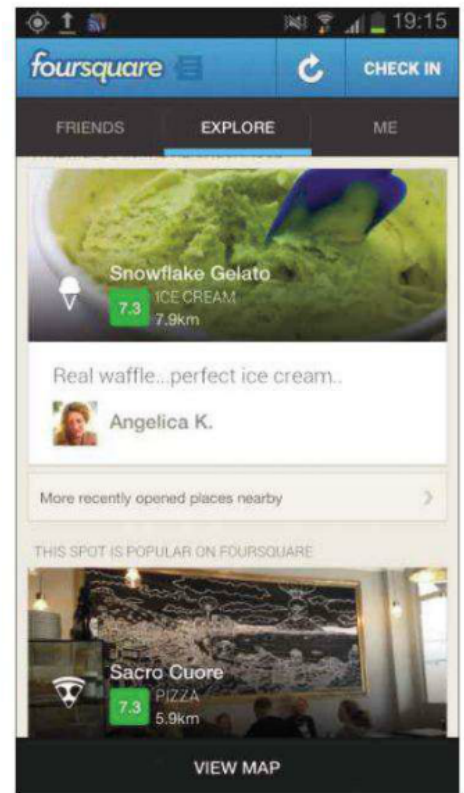 19:15
foursquare
CHECK IN
FRIENDS EXPLORE ME
Snowflake Gelato
7.3 ICE CREAM
7.9km
Real waffle...perfect ice cream..
Angelica K.
More recently opened places nearby
THIS SPOT IS POPULAR ON FOURSQUARE
Sacro Cuore
7.3 PIZZA
5.9km
VIEW MAP